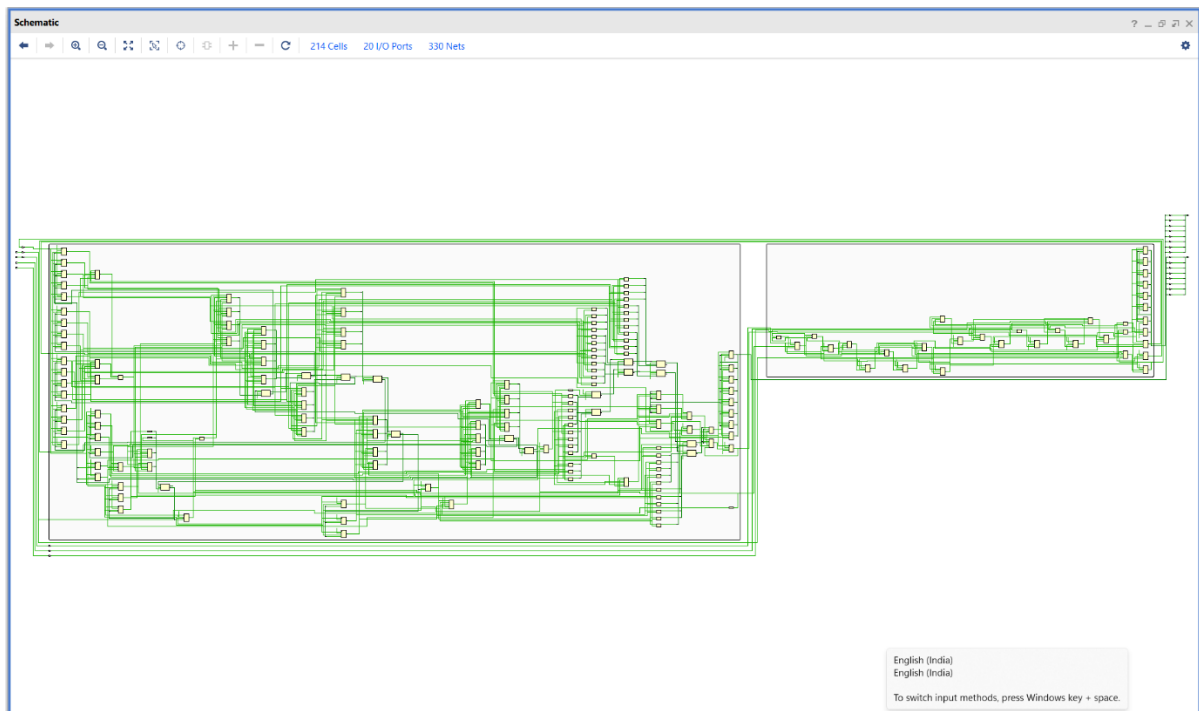 Schematic
214 Cells 20 I/O Ports 330 Nets
English (India)
English (India)
To switch input methods, press Windows key + space.